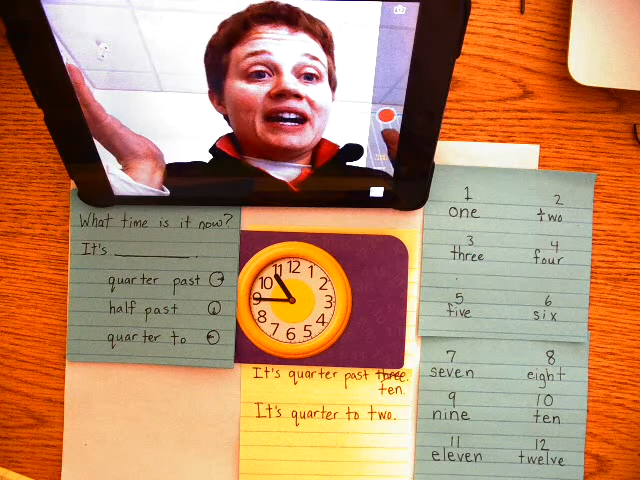 What time is it now?
It's ________.
quarter past
half past
quarter to
12
1
2
3
4
5
6
7
8
9
10
11
It's quarter past three.
ten.
It's quarter to two.
1 2
one two
3 4
three four
5 6
five six
7 8
seven eight
9 10
nine ten
11 12
eleven twelve